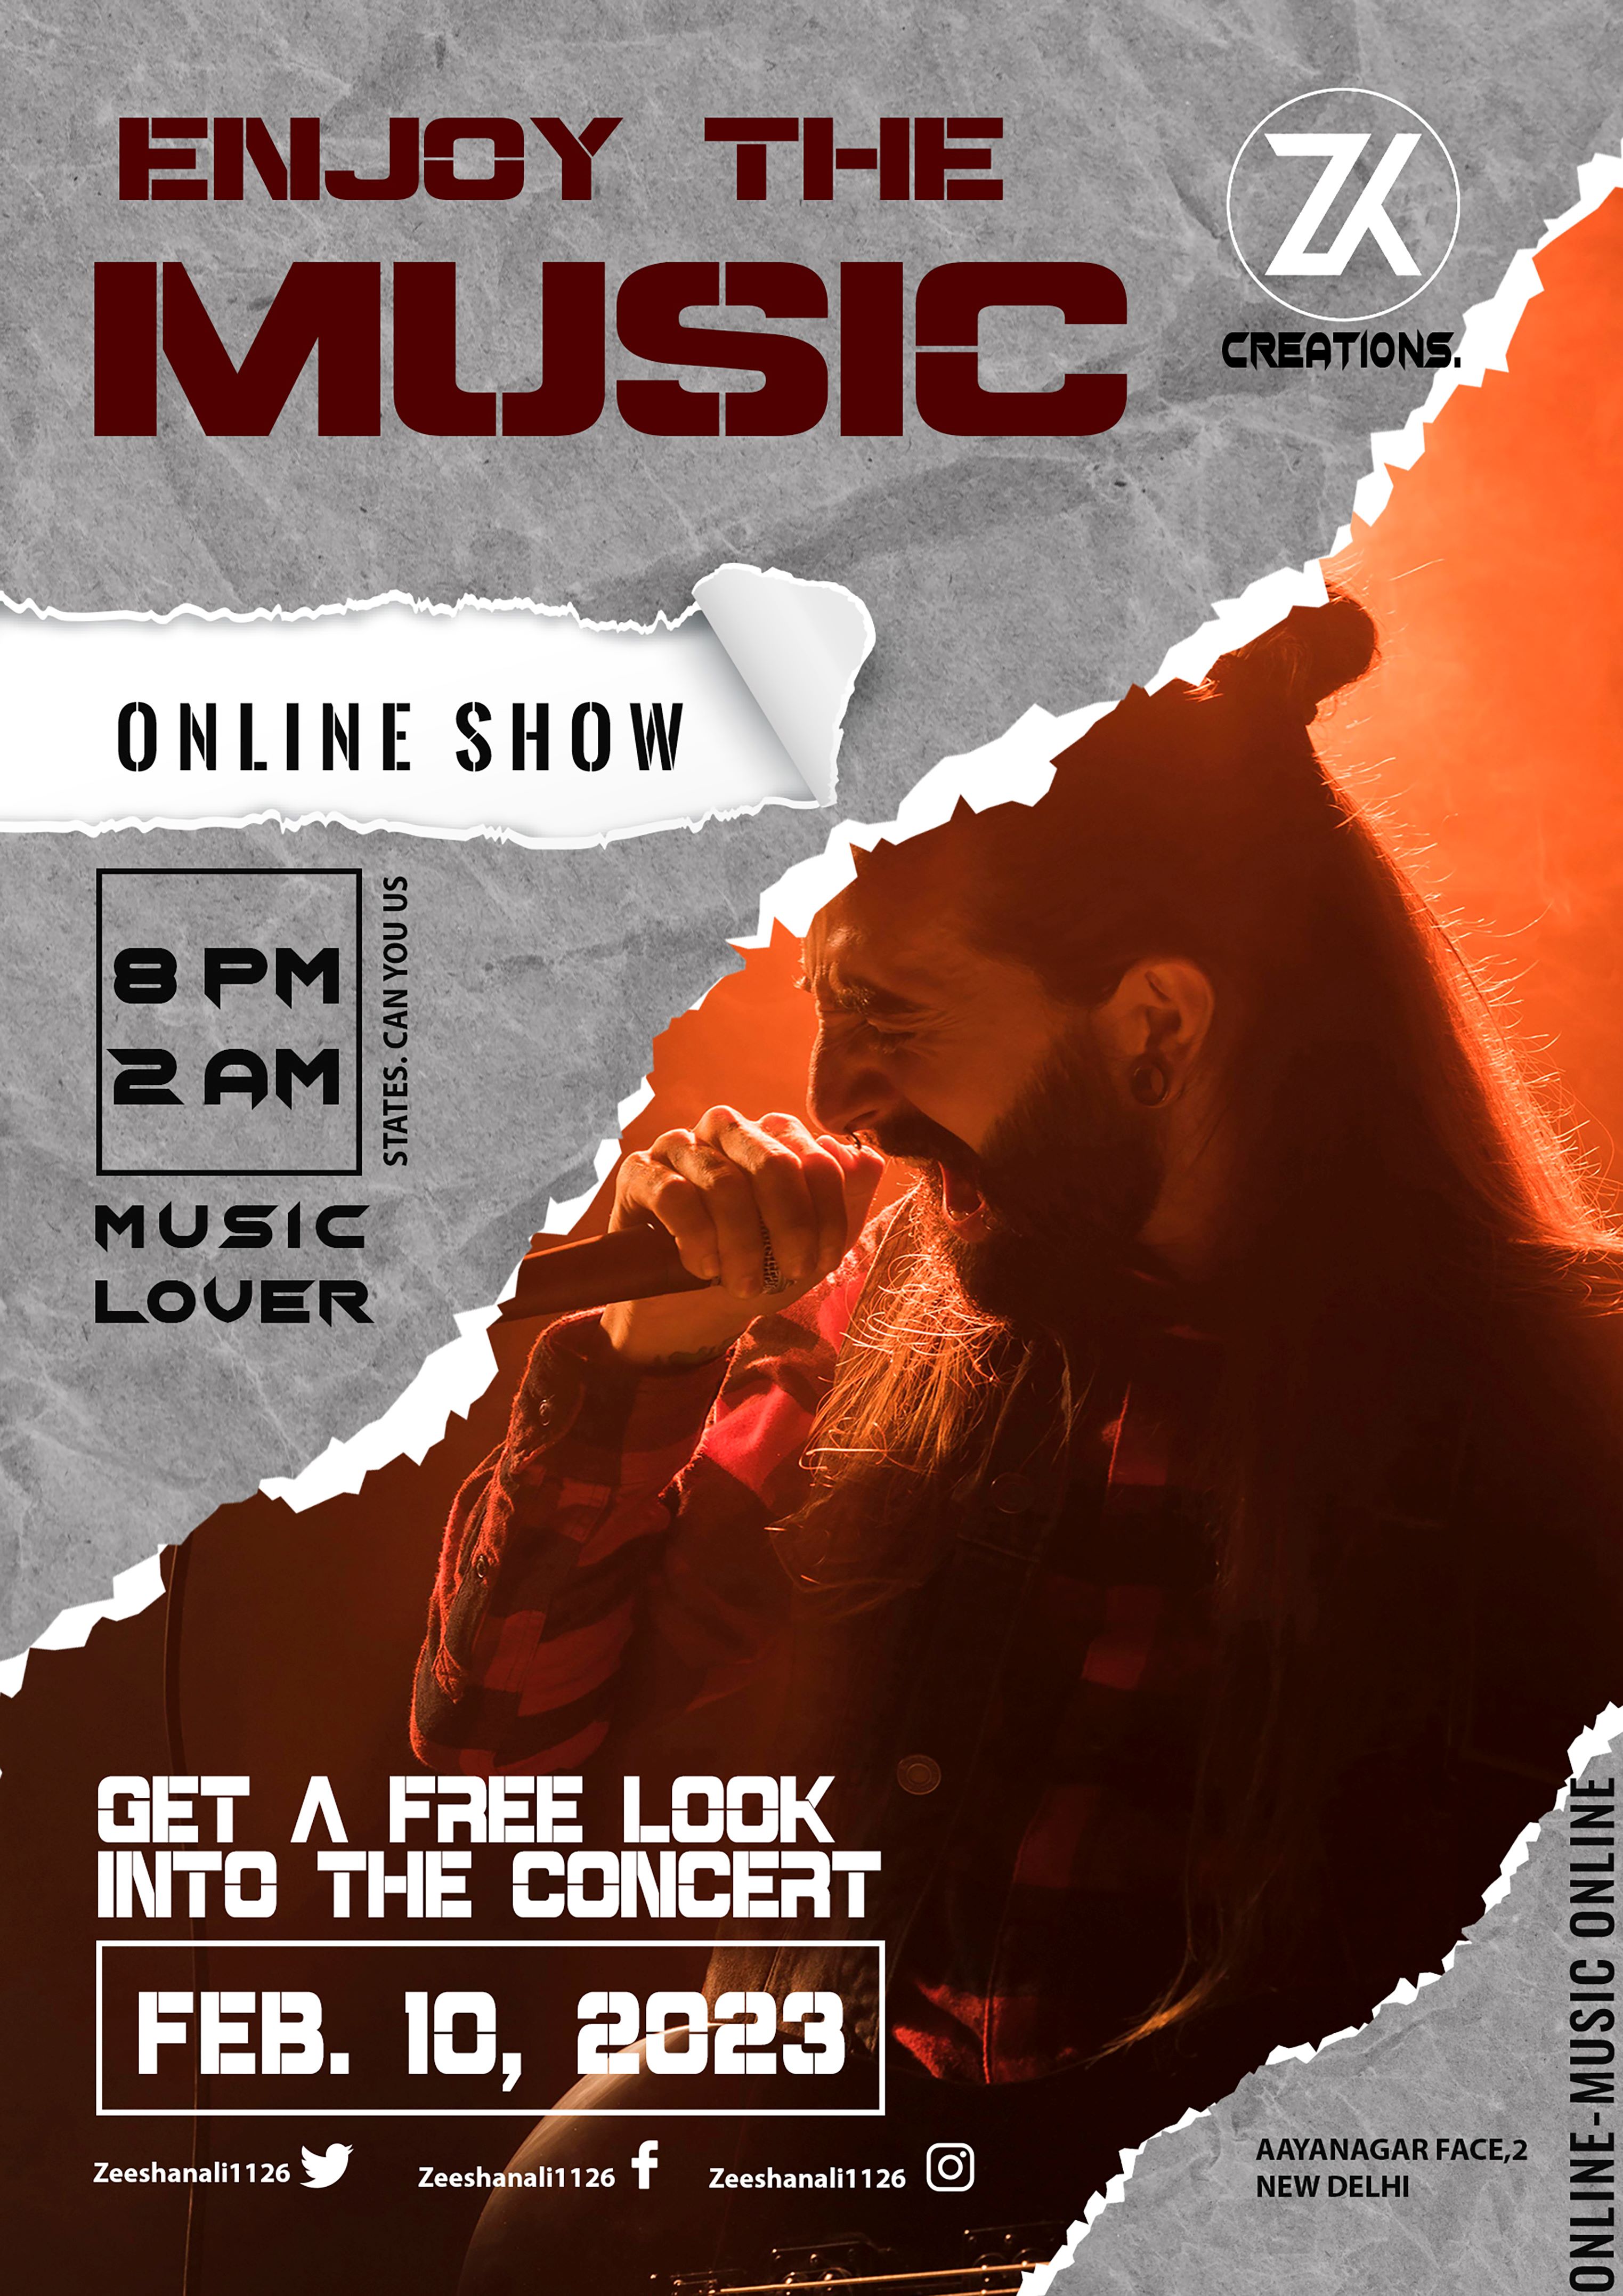 ENJOY THE
MUSIC
ZK
CREATIONS.
ONLINE SHOW
8 PM
2 AM
STATES. CAN YOU US
MUSIC
LOVER
GET A FREE LOOK
INTO THE CONCERT
FEB. 10, 2023
Zeeshanali1126
Zeeshanali1126
Zeeshanali1126
AAYANAGAR FACE,2
NEW DELHI
ONLINE-MUSIC ONLINE